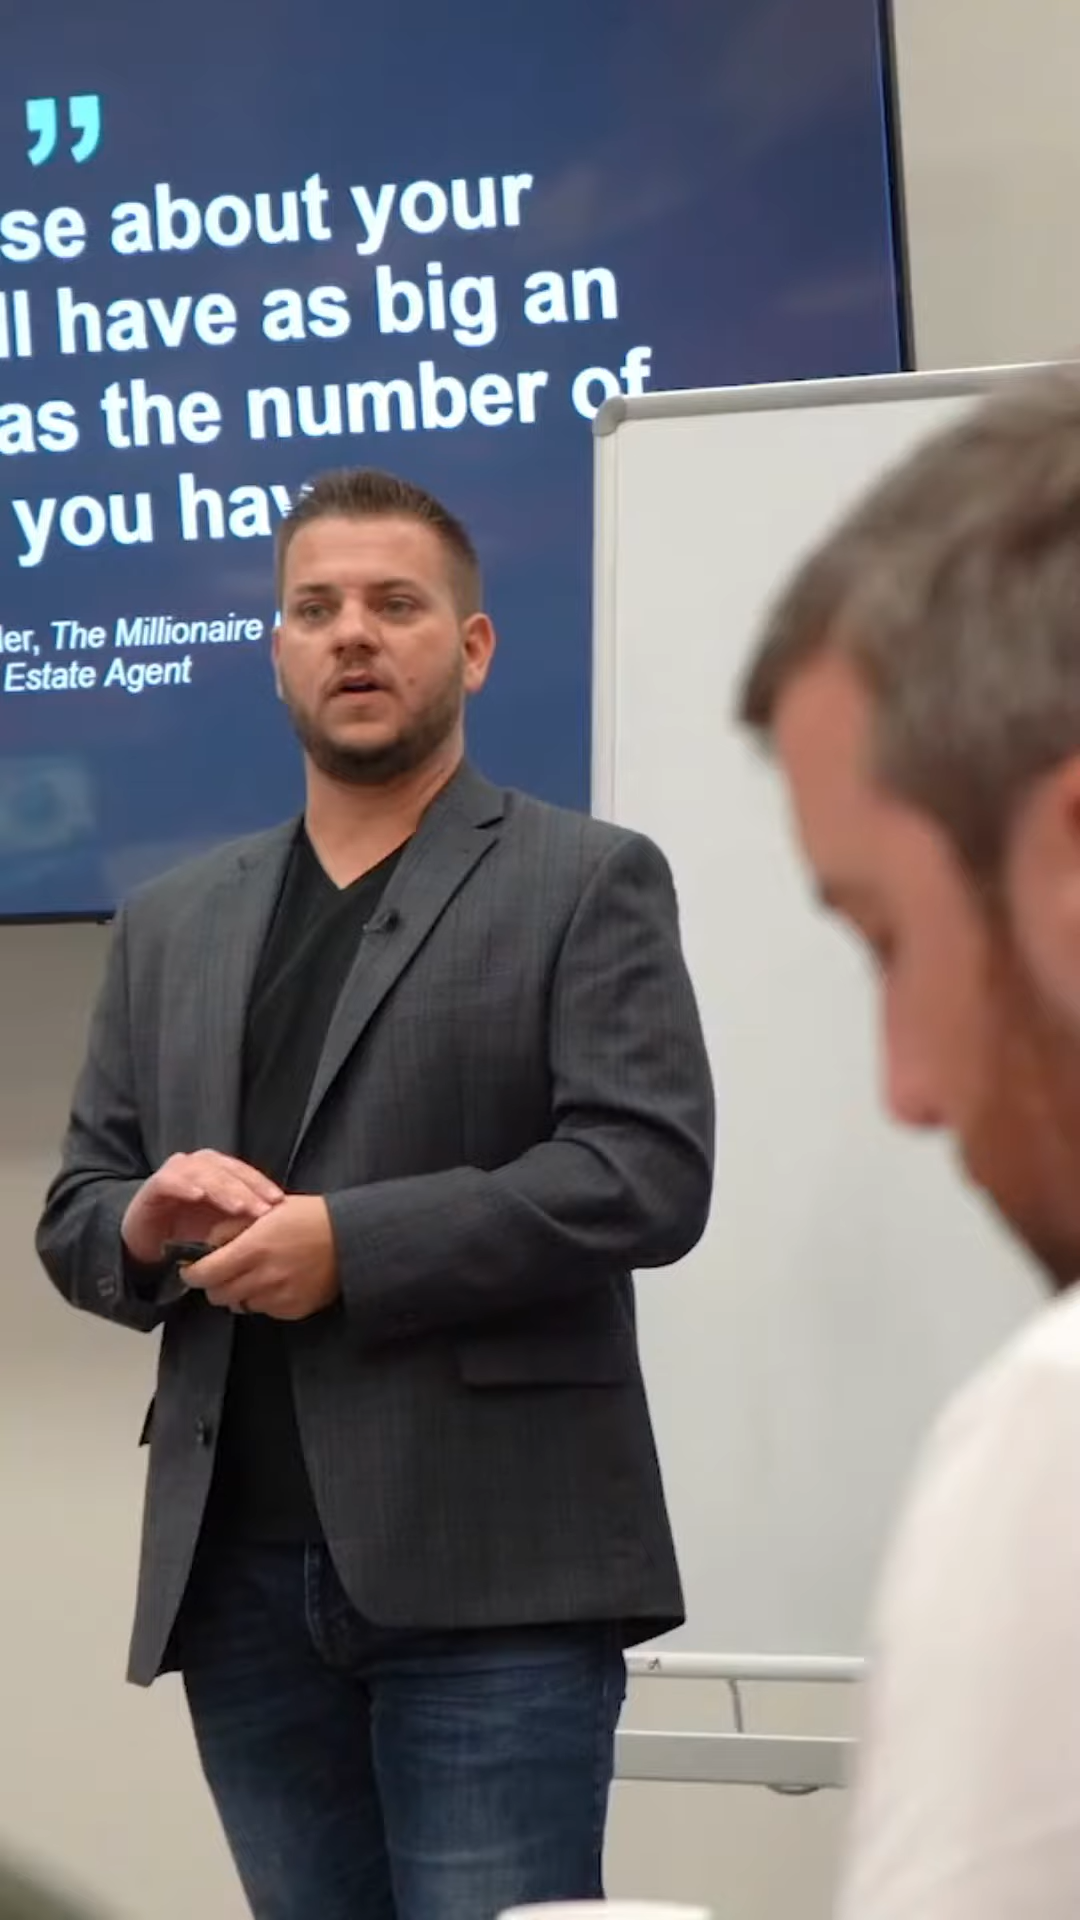 ”
se about your
ll have as big an
as the number of
you hav
ler, The Millionaire
Estate Agent